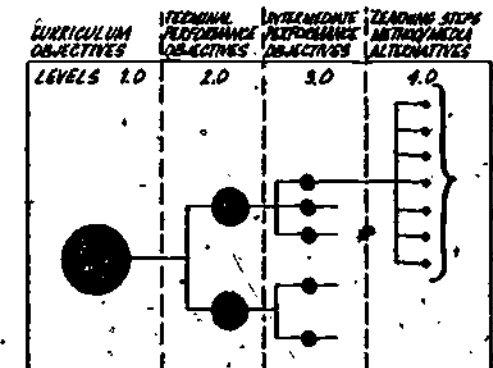 CURRICULUM
OBJECTIVES
TERMINAL
PERFORMANCE
OBJECTIVES
INTERMEDIATE
PERFORMANCE
OBJECTIVES
LEARNING STEPS
METHOD/MEDIA
ALTERNATIVES
LEVELS 1.0
2.0
3.0
4.0